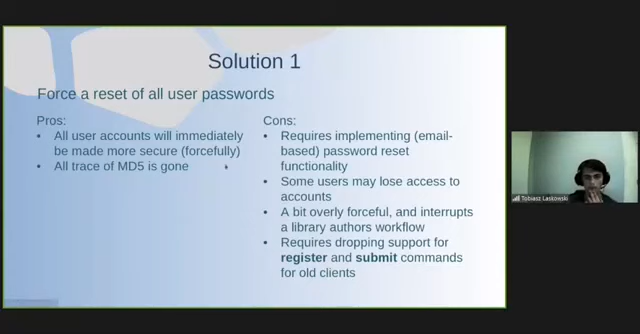 Solution 1
Force a reset of all user passwords
Pros:
• All user accounts will immediately
be made more secure (forcefully)
• All trace of MD5 is gone
Cons:
• Requires implementing (email-
based) password reset
functionality
• Some users may lose access to
accounts
• A bit overly forceful, and interrupts
a library authors workflow
• Requires dropping support for
register and submit commands
for old clients
Tobiasz Laskowski